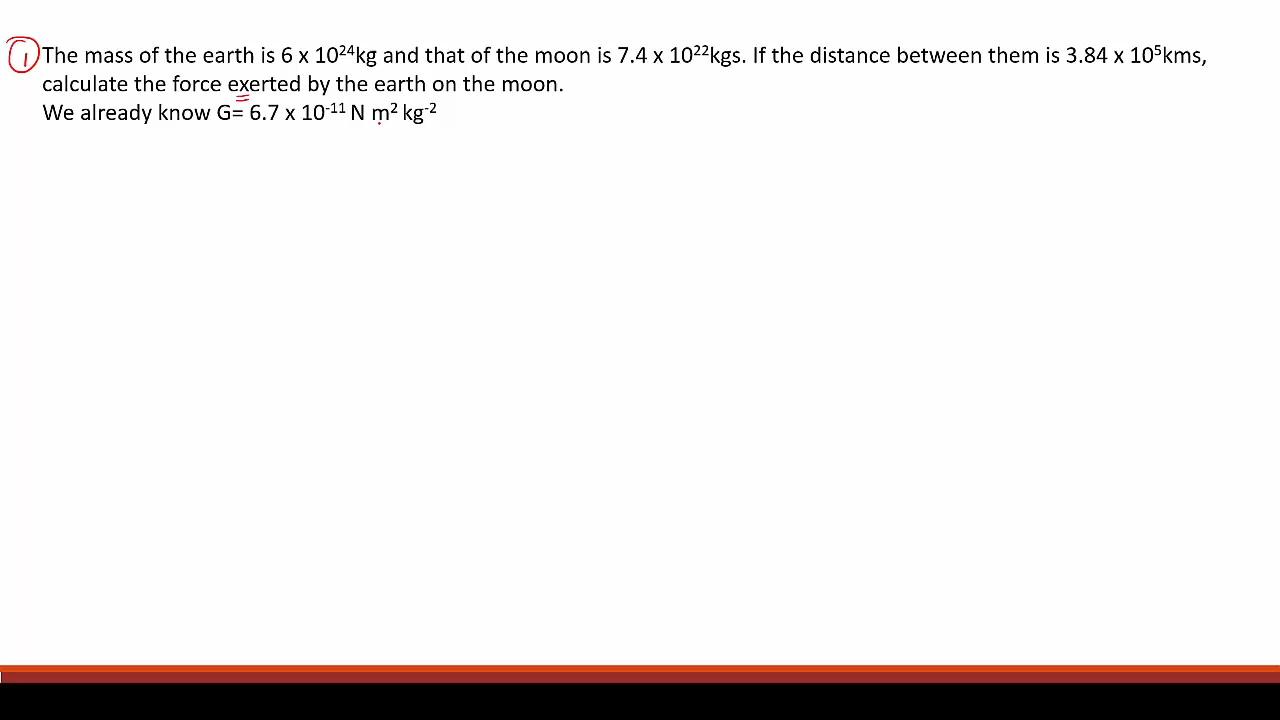 ① The mass of the earth is 6 x 10²⁴kg and that of the moon is 7.4 x 10²²kgs. If the distance between them is 3.84 x 10⁵kms,
calculate the force exerted by the earth on the moon.
We already know G= 6.7 x 10⁻¹¹ N m² kg⁻²